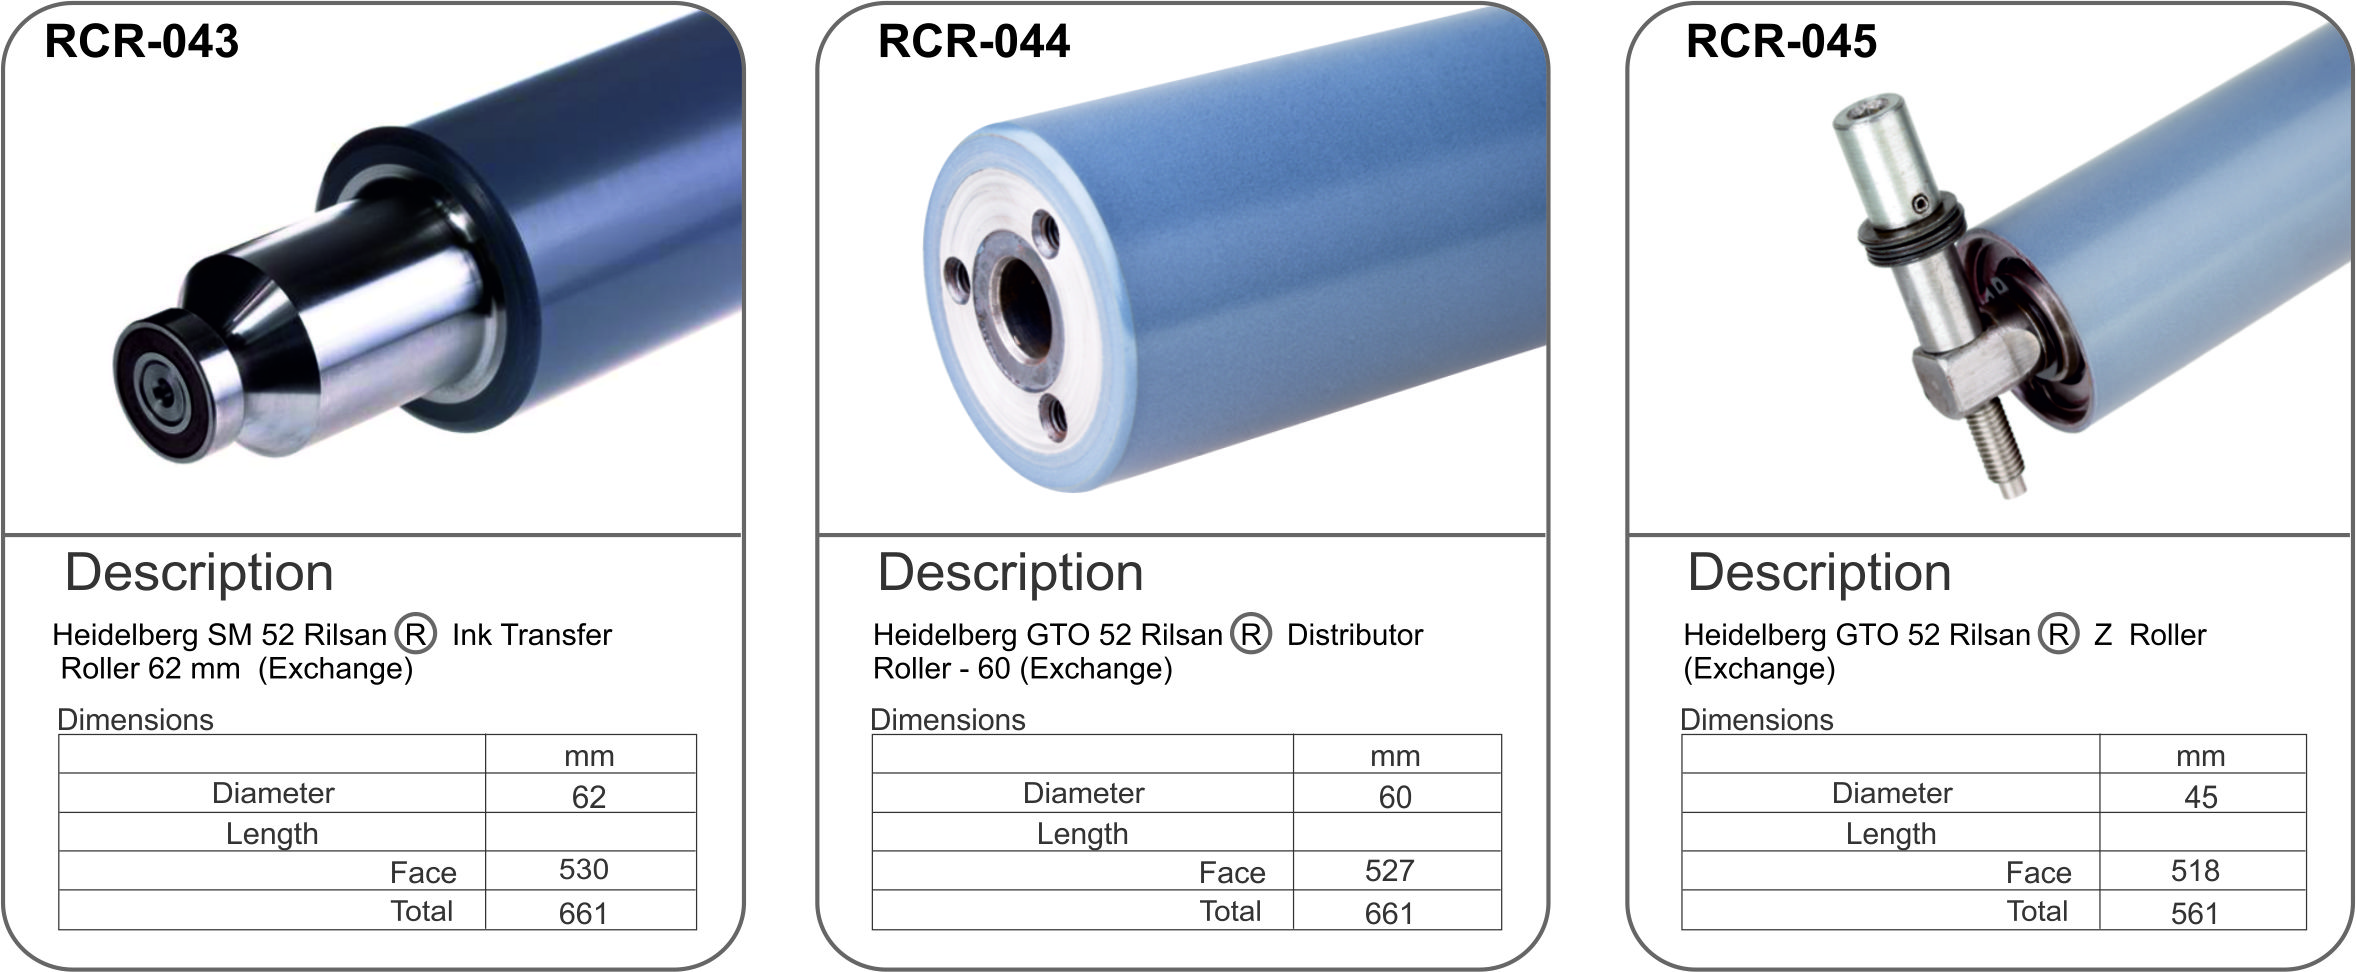 RCR-043
Description
Heidelberg SM 52 Rilsan ® Ink Transfer
Roller 62 mm (Exchange)
Dimensions
mm
Diameter 62
Length
Face 530
Total 661
RCR-044
Description
Heidelberg GTO 52 Rilsan ® Distributor
Roller - 60 (Exchange)
Dimensions
mm
Diameter 60
Length
Face 527
Total 661
RCR-045
Description
Heidelberg GTO 52 Rilsan ® Z Roller
(Exchange)
Dimensions
mm
Diameter 45
Length
Face 518
Total 561